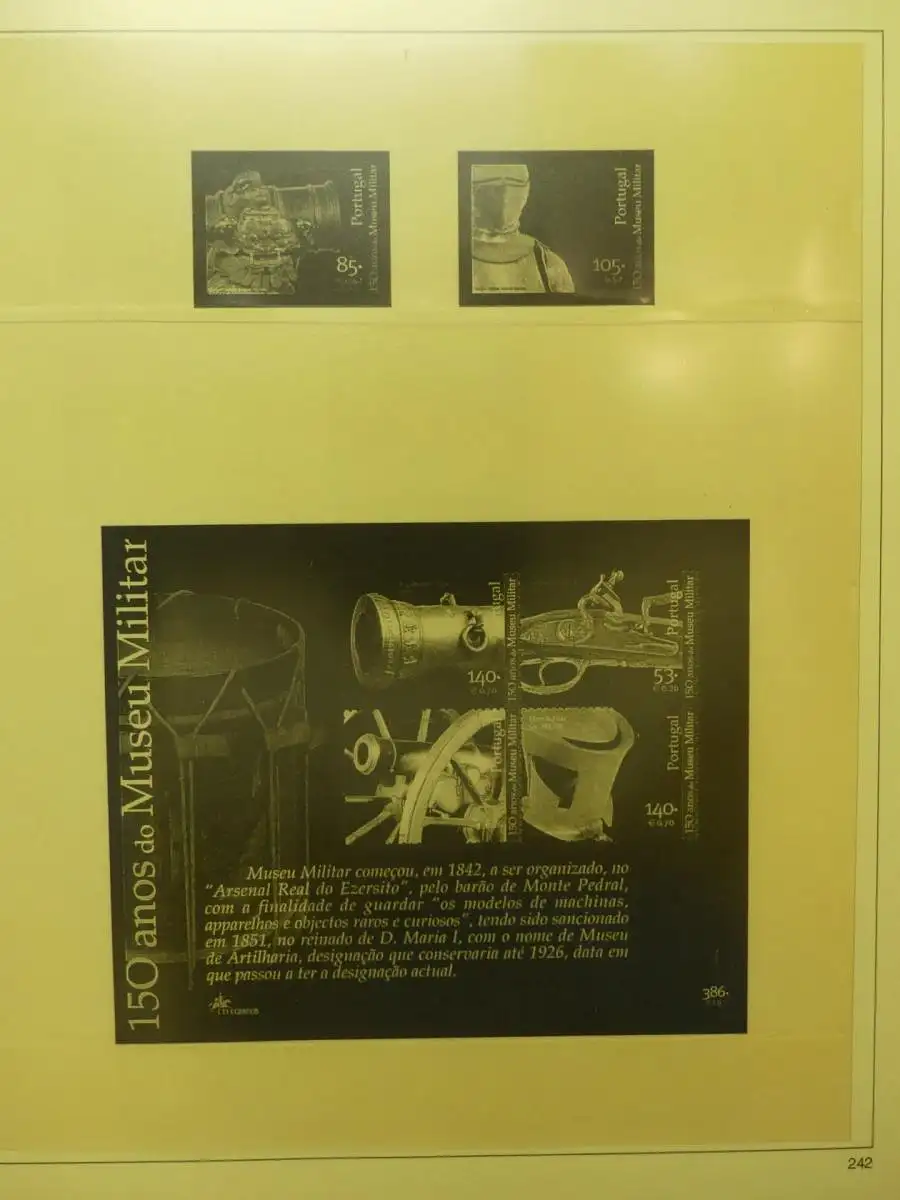 Portugal
150 anos do Museu Militar
85.
Portugal
150 anos do Museu Militar
105.
150 anos do Museu Militar
Portugal
150 anos do Museu Militar
140.
€ 0,70
Portugal
150 anos do Museu Militar
53.
Portugal
150 anos do Museu Militar
Portugal
150 anos do Museu Militar
140.
€ 0,70
Museu Militar começou, em 1842, a ser organizado, no
"Arsenal Real do Ezersito", pelo barão de Monte Pedral,
com a finalidade de guardar "os modelos de machinas,
apparelhos e objectos raros e curiosos", tendo sido sancionado
em 1851, no reinado de D. Maria I, com o nome de Museu
de Artilharia, designação que conservaria até 1926, data em
que passou a ter a designação actual.
CTT CORREIOS
386.
242